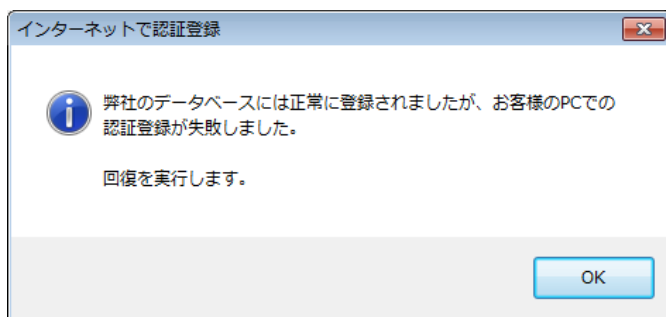 インターネットで認証登録
弊社のデータベースには正常に登録されましたが、お客様のPCでの
認証登録が失敗しました。
回復を実行します。
OK